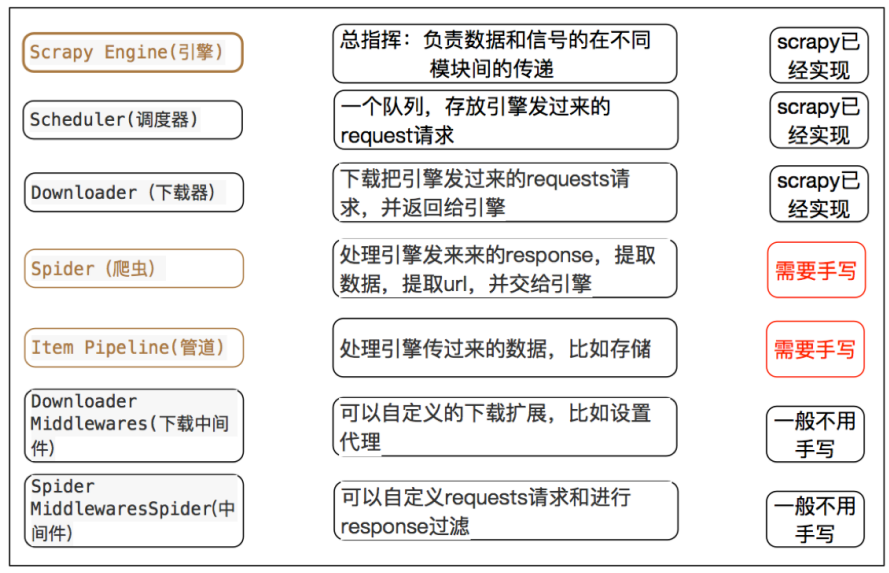 Scrapy Engine(引擎)
总指挥：负责数据和信号的在不同
模块间的传递
scrapy已
经实现
Scheduler(调度器)
一个队列，存放引擎发过来的
request请求
scrapy已
经实现
Downloader（下载器）
下载把引擎发过来的requests请
求，并返回给引擎
scrapy已
经实现
Spider（爬虫）
处理引擎发来来的response，提取
数据，提取url，并交给引擎
需要手写
Item Pipeline(管道)
处理引擎传过来的数据，比如存储
需要手写
Downloader
Middlewares(下载中间
件)
可以自定义的下载扩展，比如设置
代理
一般不用
手写
Spider
MiddlewaresSpider(中
间件)
可以自定义requests请求和进行
response过滤
一般不用
手写